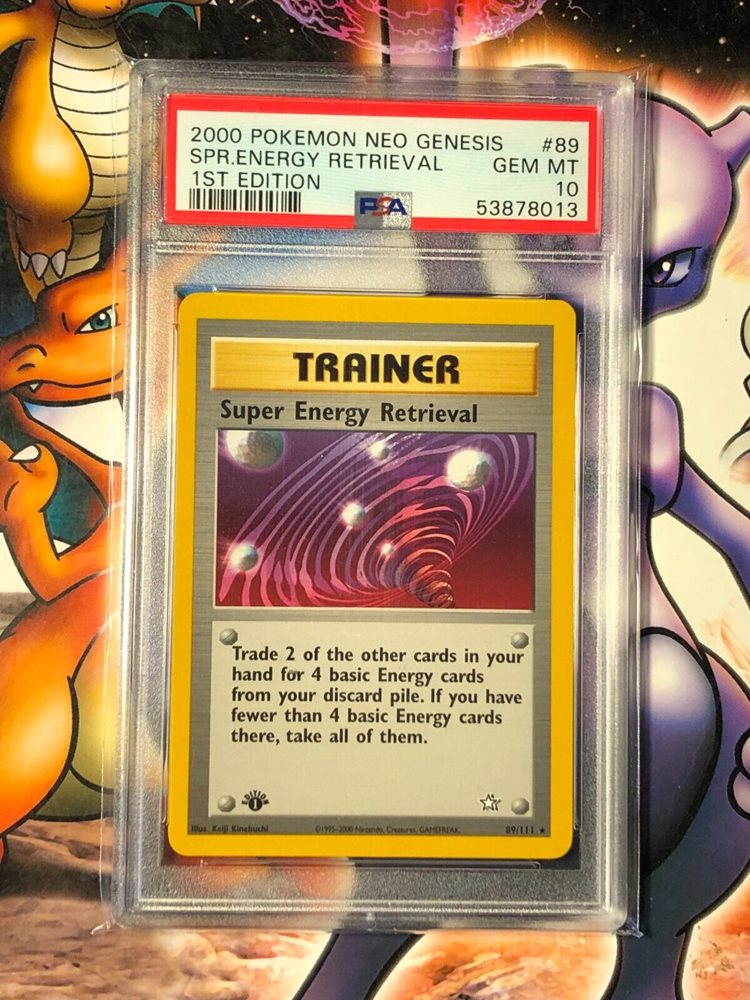 2000 POKEMON NEO GENESIS #89
SPR.ENERGY RETRIEVAL GEM MT
1ST EDITION 10
PSA 53878013
TRAINER
Super Energy Retrieval
Trade 2 of the other cards in your
hand for 4 basic Energy cards
from your discard pile. If you have
fewer than 4 basic Energy cards
there, take all of them.
EDITION
1
Illus. Keiji Kinebuchi ©1995-2000 Nintendo, Creatures, GAMEFREAK. 89/111 ★